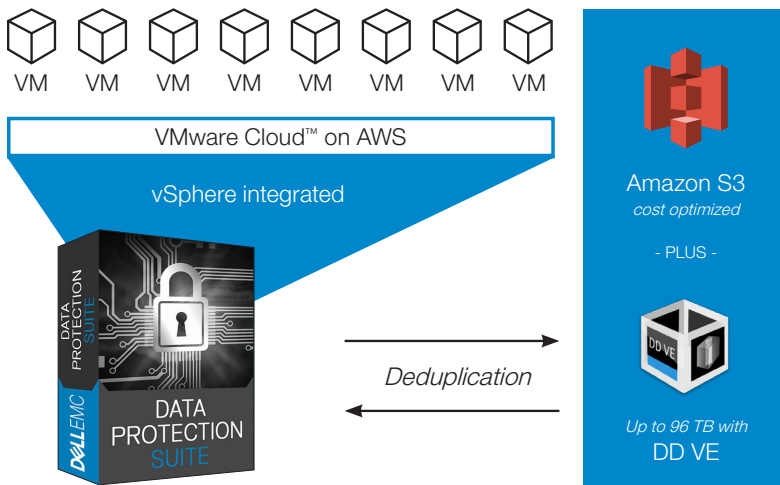 VM VM VM VM VM VM VM VM
VMware Cloud™ on AWS
vSphere integrated
DATA
PROTECTION
SUITE
DELL EMC
DATA
PROTECTION
SUITE
Deduplication
Amazon S3
cost optimized
- PLUS -
DD VE
Up to 96 TB with
DD VE